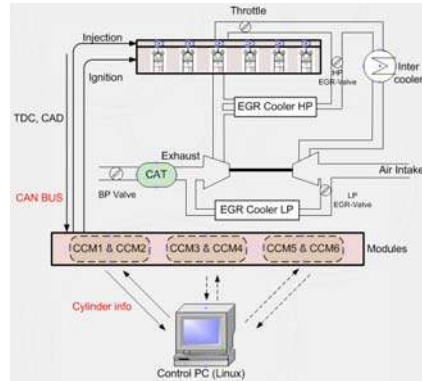 Throttle
Injection
Ignition
HP
EGR-Valve
Inter
cooler
TDC, CAD
EGR Cooler HP
Exhaust
CAT
Air Intake
CAN BUS
BP Valve
LP
EGR-Valve
EGR Cooler LP
CCM1 & CCM2
CCM3 & CCM4
CCM5 & CCM6
Modules
Cylinder info
Control PC (Linux)